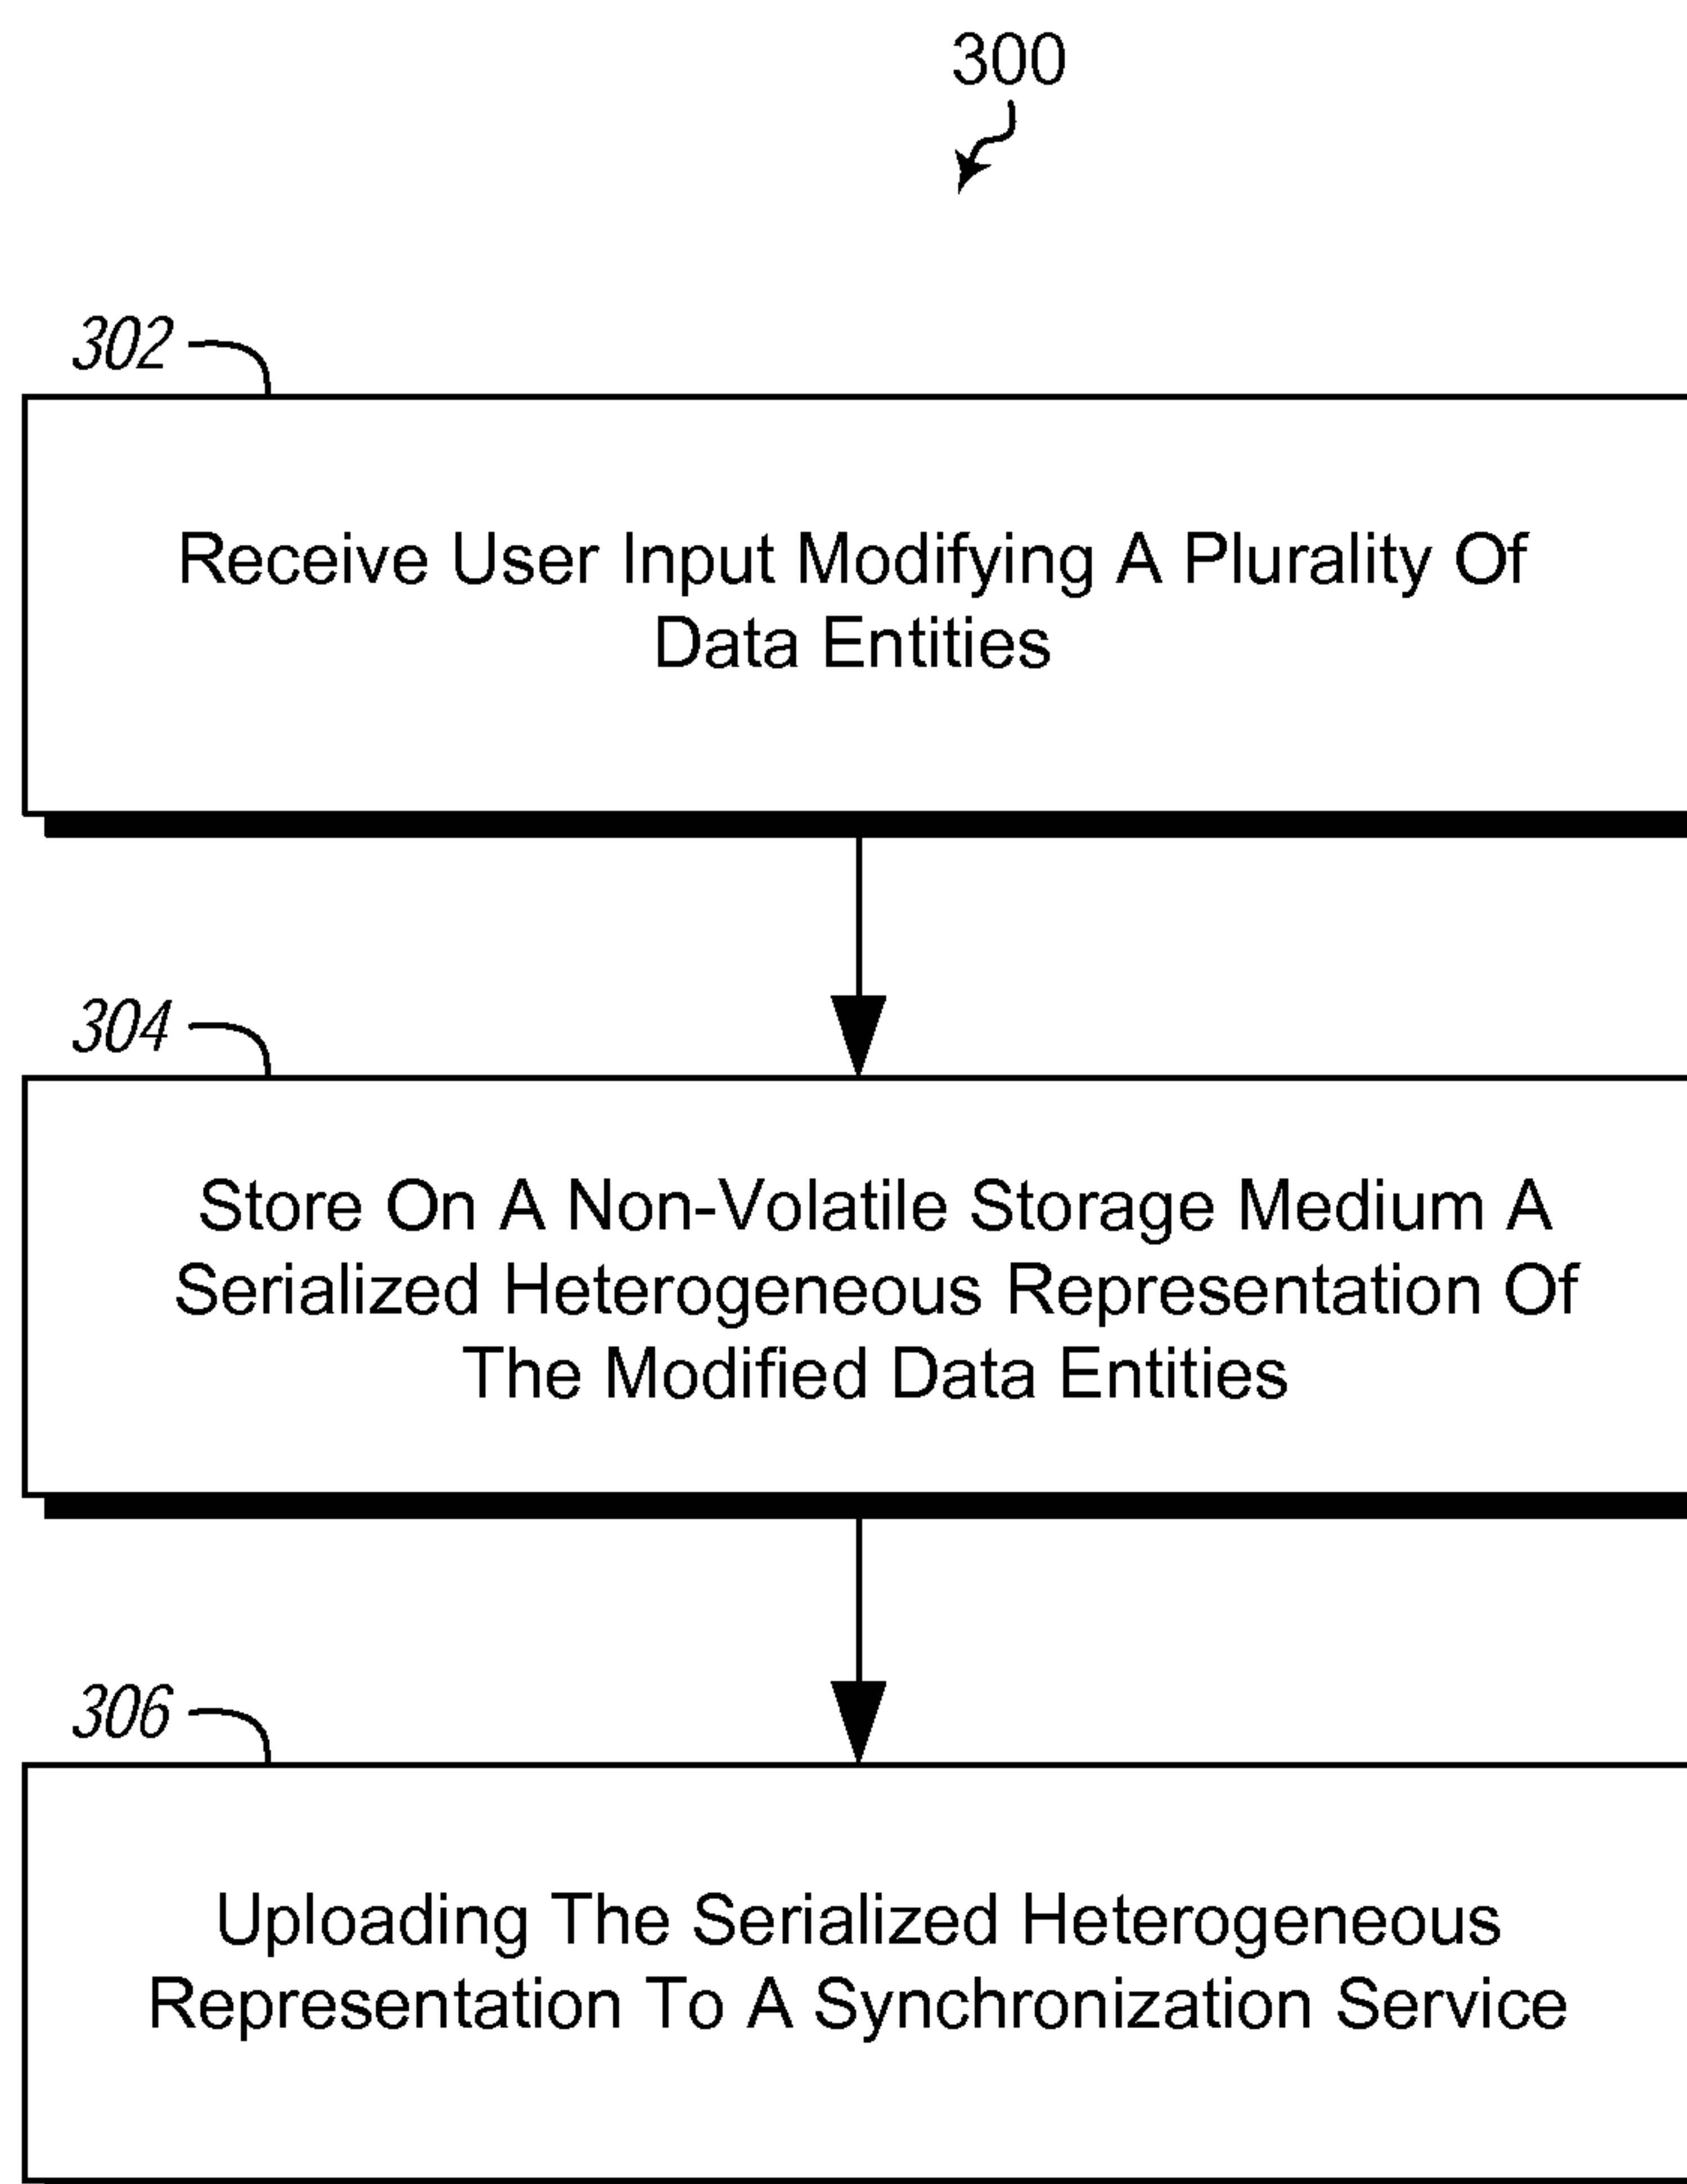 300
302
Receive User Input Modifying A Plurality Of
Data Entities
304
Store On A Non-Volatile Storage Medium A
Serialized Heterogeneous Representation Of
The Modified Data Entities
306
Uploading The Serialized Heterogeneous
Representation To A Synchronization Service